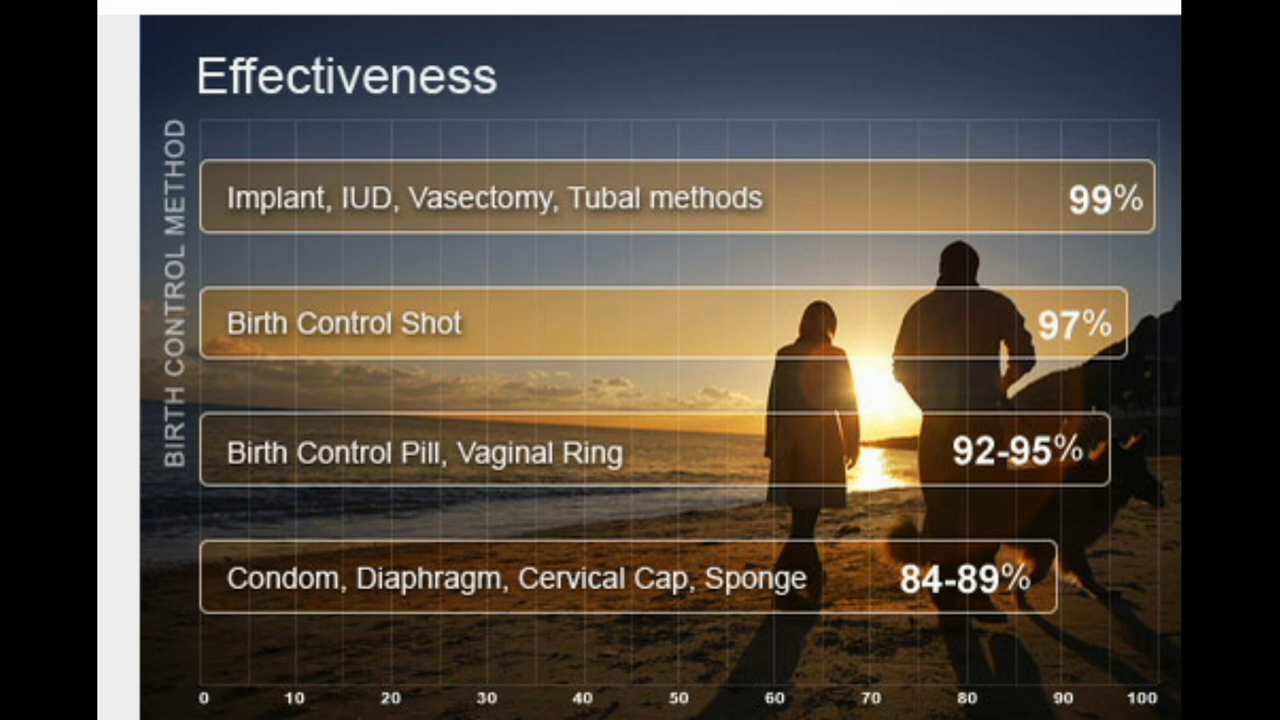 Effectiveness
BIRTH CONTROL METHOD
Implant, IUD, Vasectomy, Tubal methods 99%
Birth Control Shot 97%
Birth Control Pill, Vaginal Ring 92-95%
Condom, Diaphragm, Cervical Cap, Sponge 84-89%
0 10 20 30 40 50 60 70 80 90 100